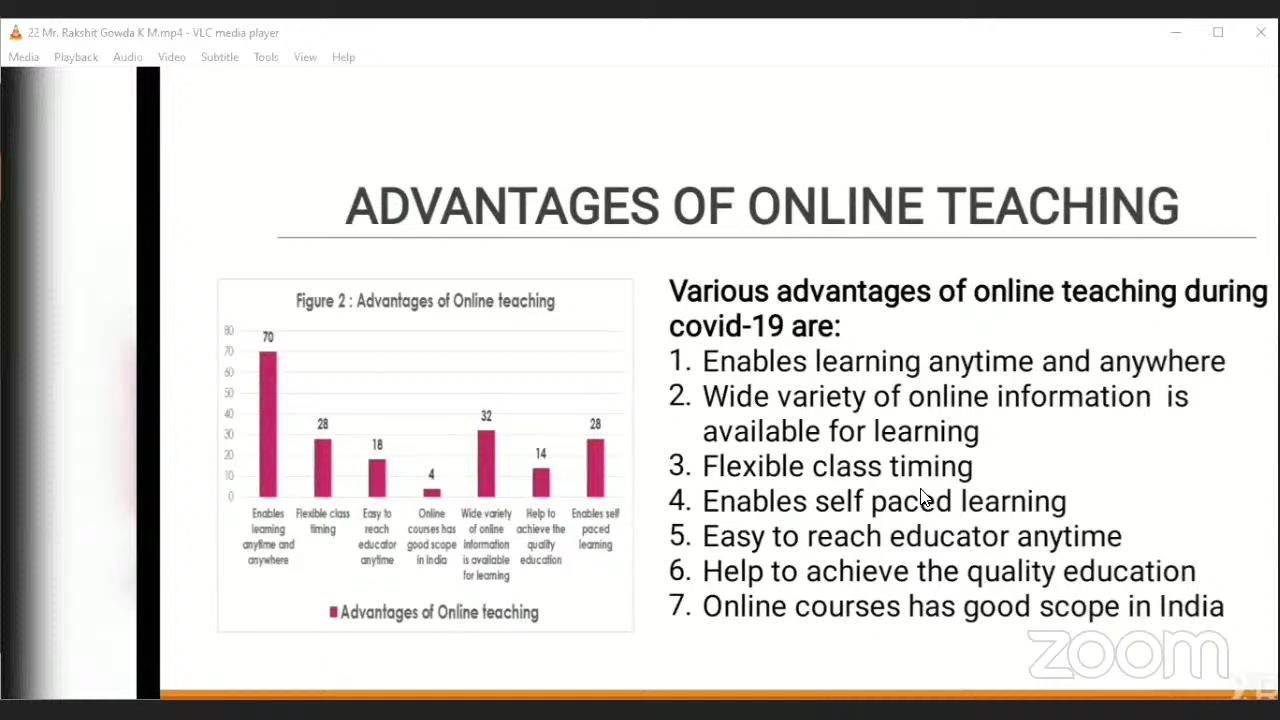 22 Mr. Rakshit Gowda K M.mp4 - VLC media player
Media Playback Audio Video Subtitle Tools View Help
ADVANTAGES OF ONLINE TEACHING
Figure 2 : Advantages of Online teaching
80
70
60
50
40
30
20
10
0
70
28
18
4
32
14
28
Enables
learning
anytime and
anywhere
Flexible class
timing
Easy to
reach
educator
anytime
Online
courses has
good scope
in India
Wide variety
of online
information
is available
for learning
Help to
achieve the
quality
education
Enables self
paced
learning
Advantages of Online teaching
Various advantages of online teaching during
covid-19 are:
1. Enables learning anytime and anywhere
2. Wide variety of online information is
available for learning
3. Flexible class timing
4. Enables self paced learning
5. Easy to reach educator anytime
6. Help to achieve the quality education
7. Online courses has good scope in India
zoom